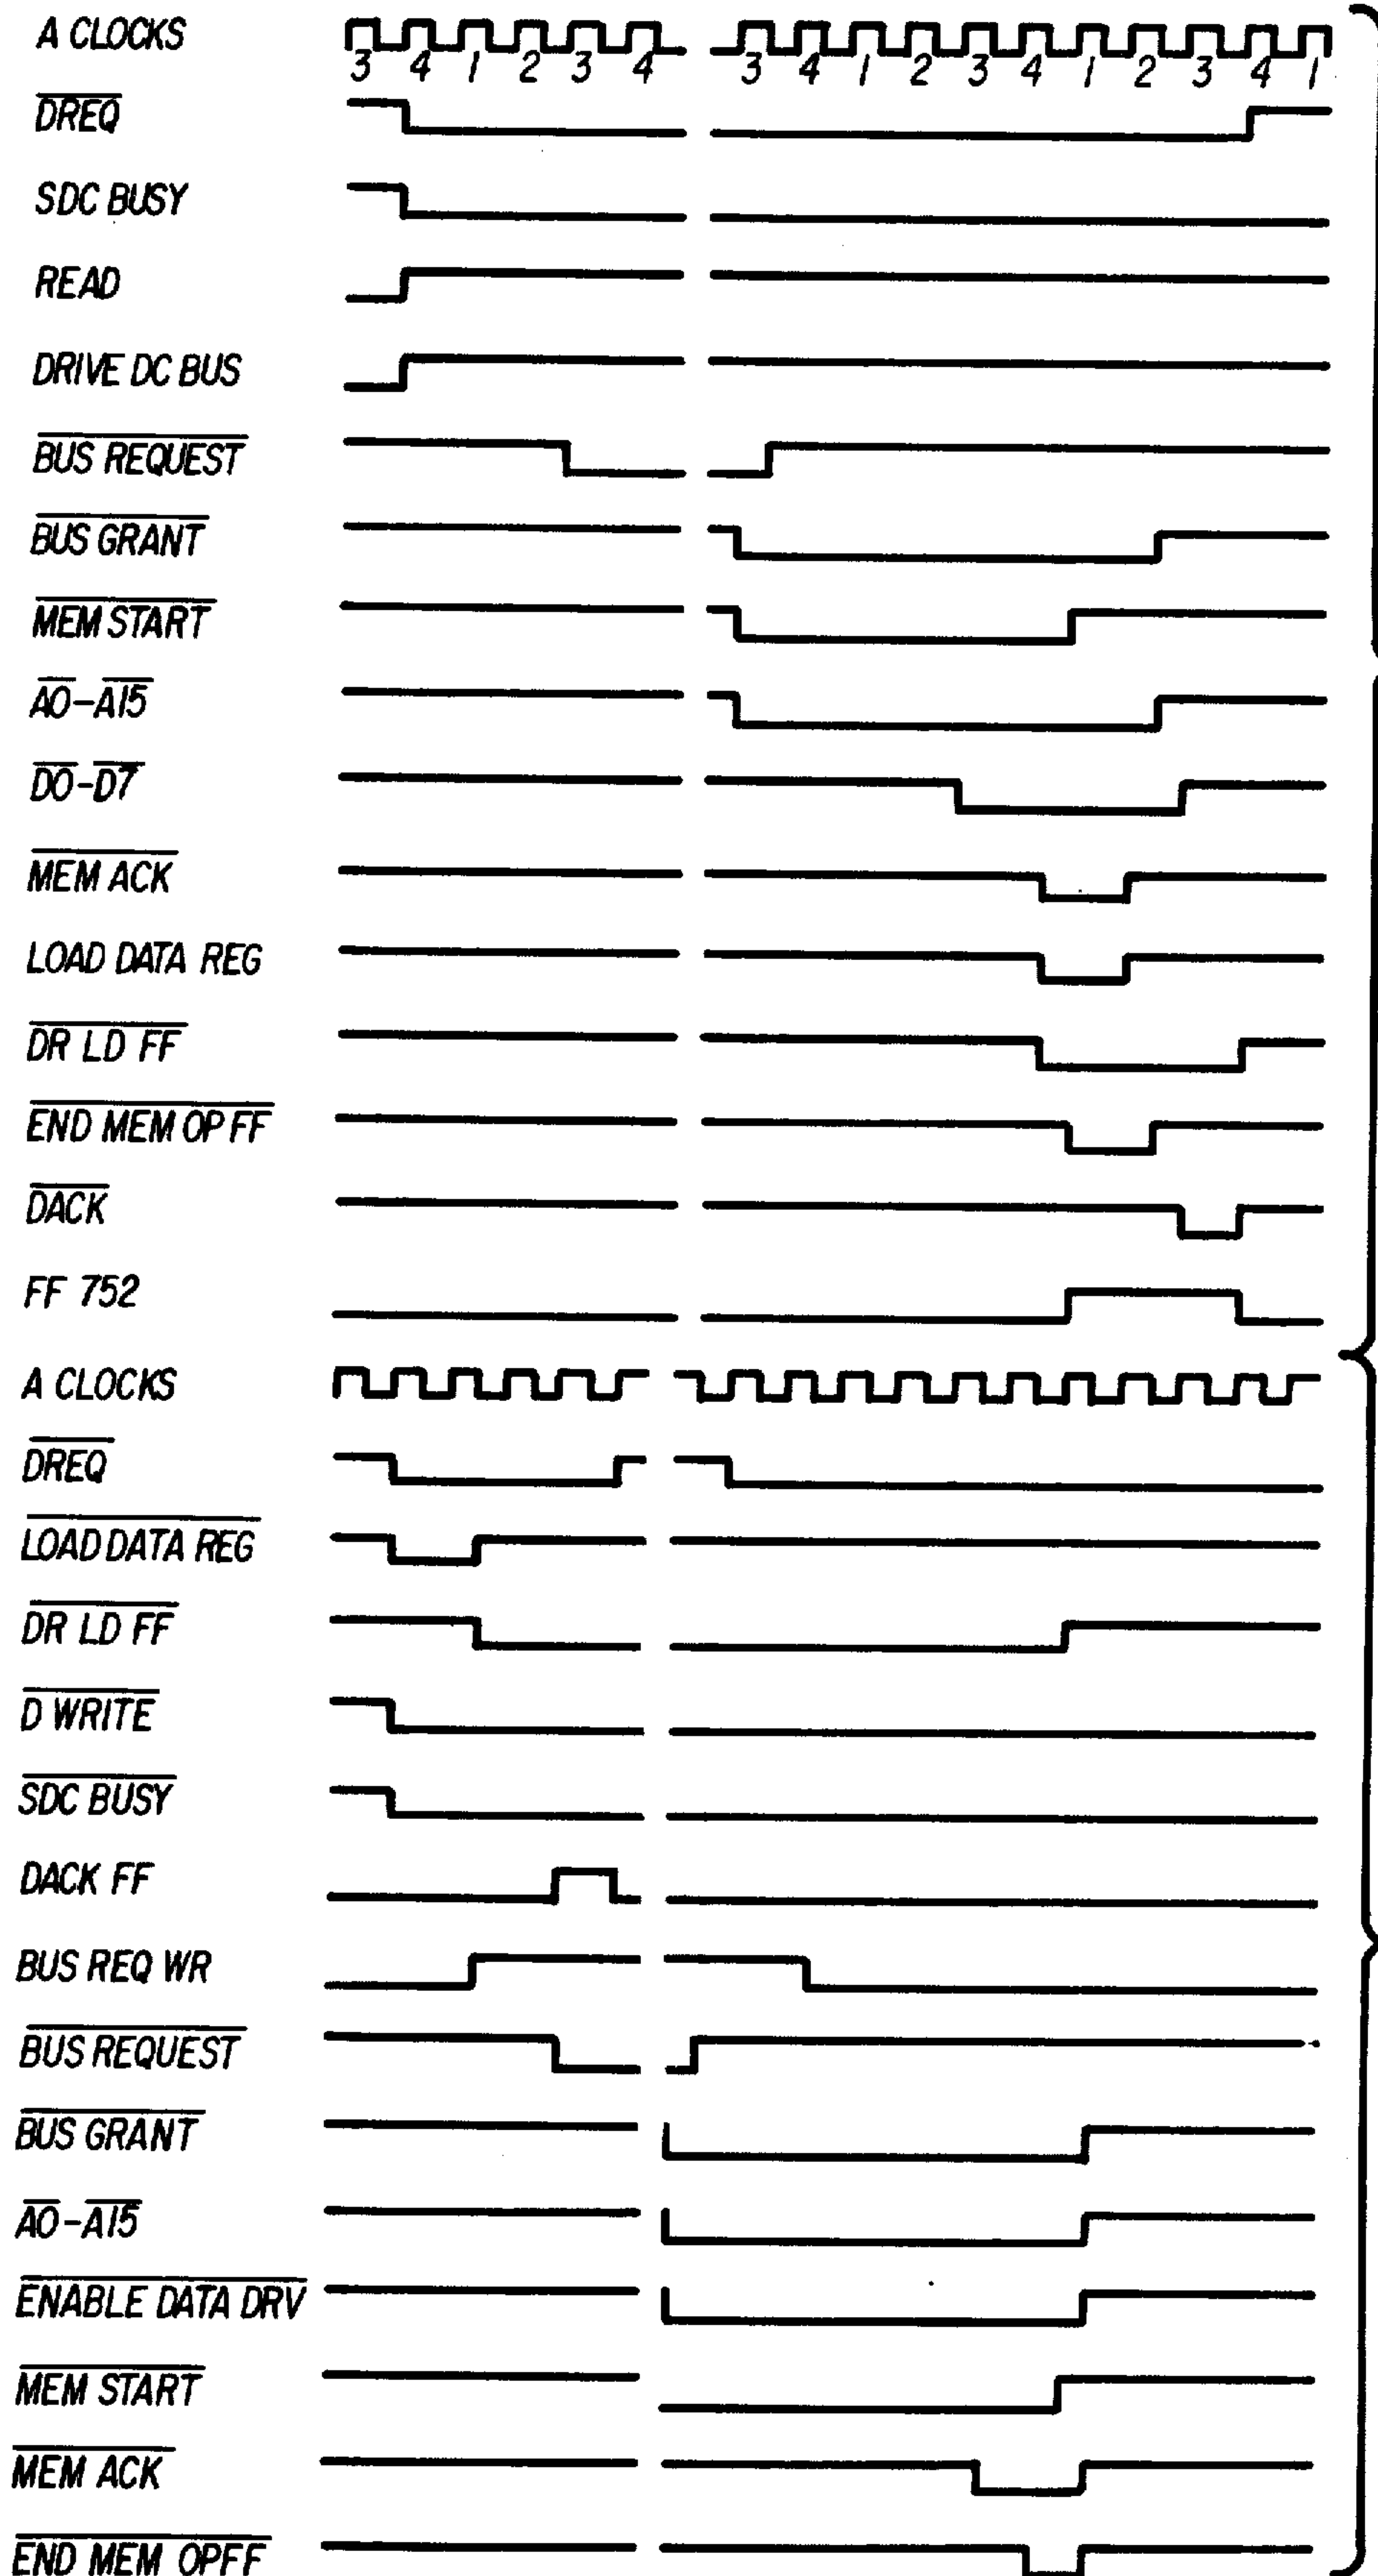 A CLOCKS
3 4 1 2 3 4 3 4 1 2 3 4 1 2 3 4 1
DREQ
SDC BUSY
READ
DRIVE DC BUS
BUS REQUEST
BUS GRANT
MEM START
A0-A15
D0-D7
MEM ACK
LOAD DATA REG
DR LD FF
END MEM OP FF
DACK
FF 752
A CLOCKS
DREQ
LOAD DATA REG
DR LD FF
D WRITE
SDC BUSY
DACK FF
BUS REQ WR
BUS REQUEST
BUS GRANT
A0-A15
ENABLE DATA DRV
MEM START
MEM ACK
END MEM OPFF